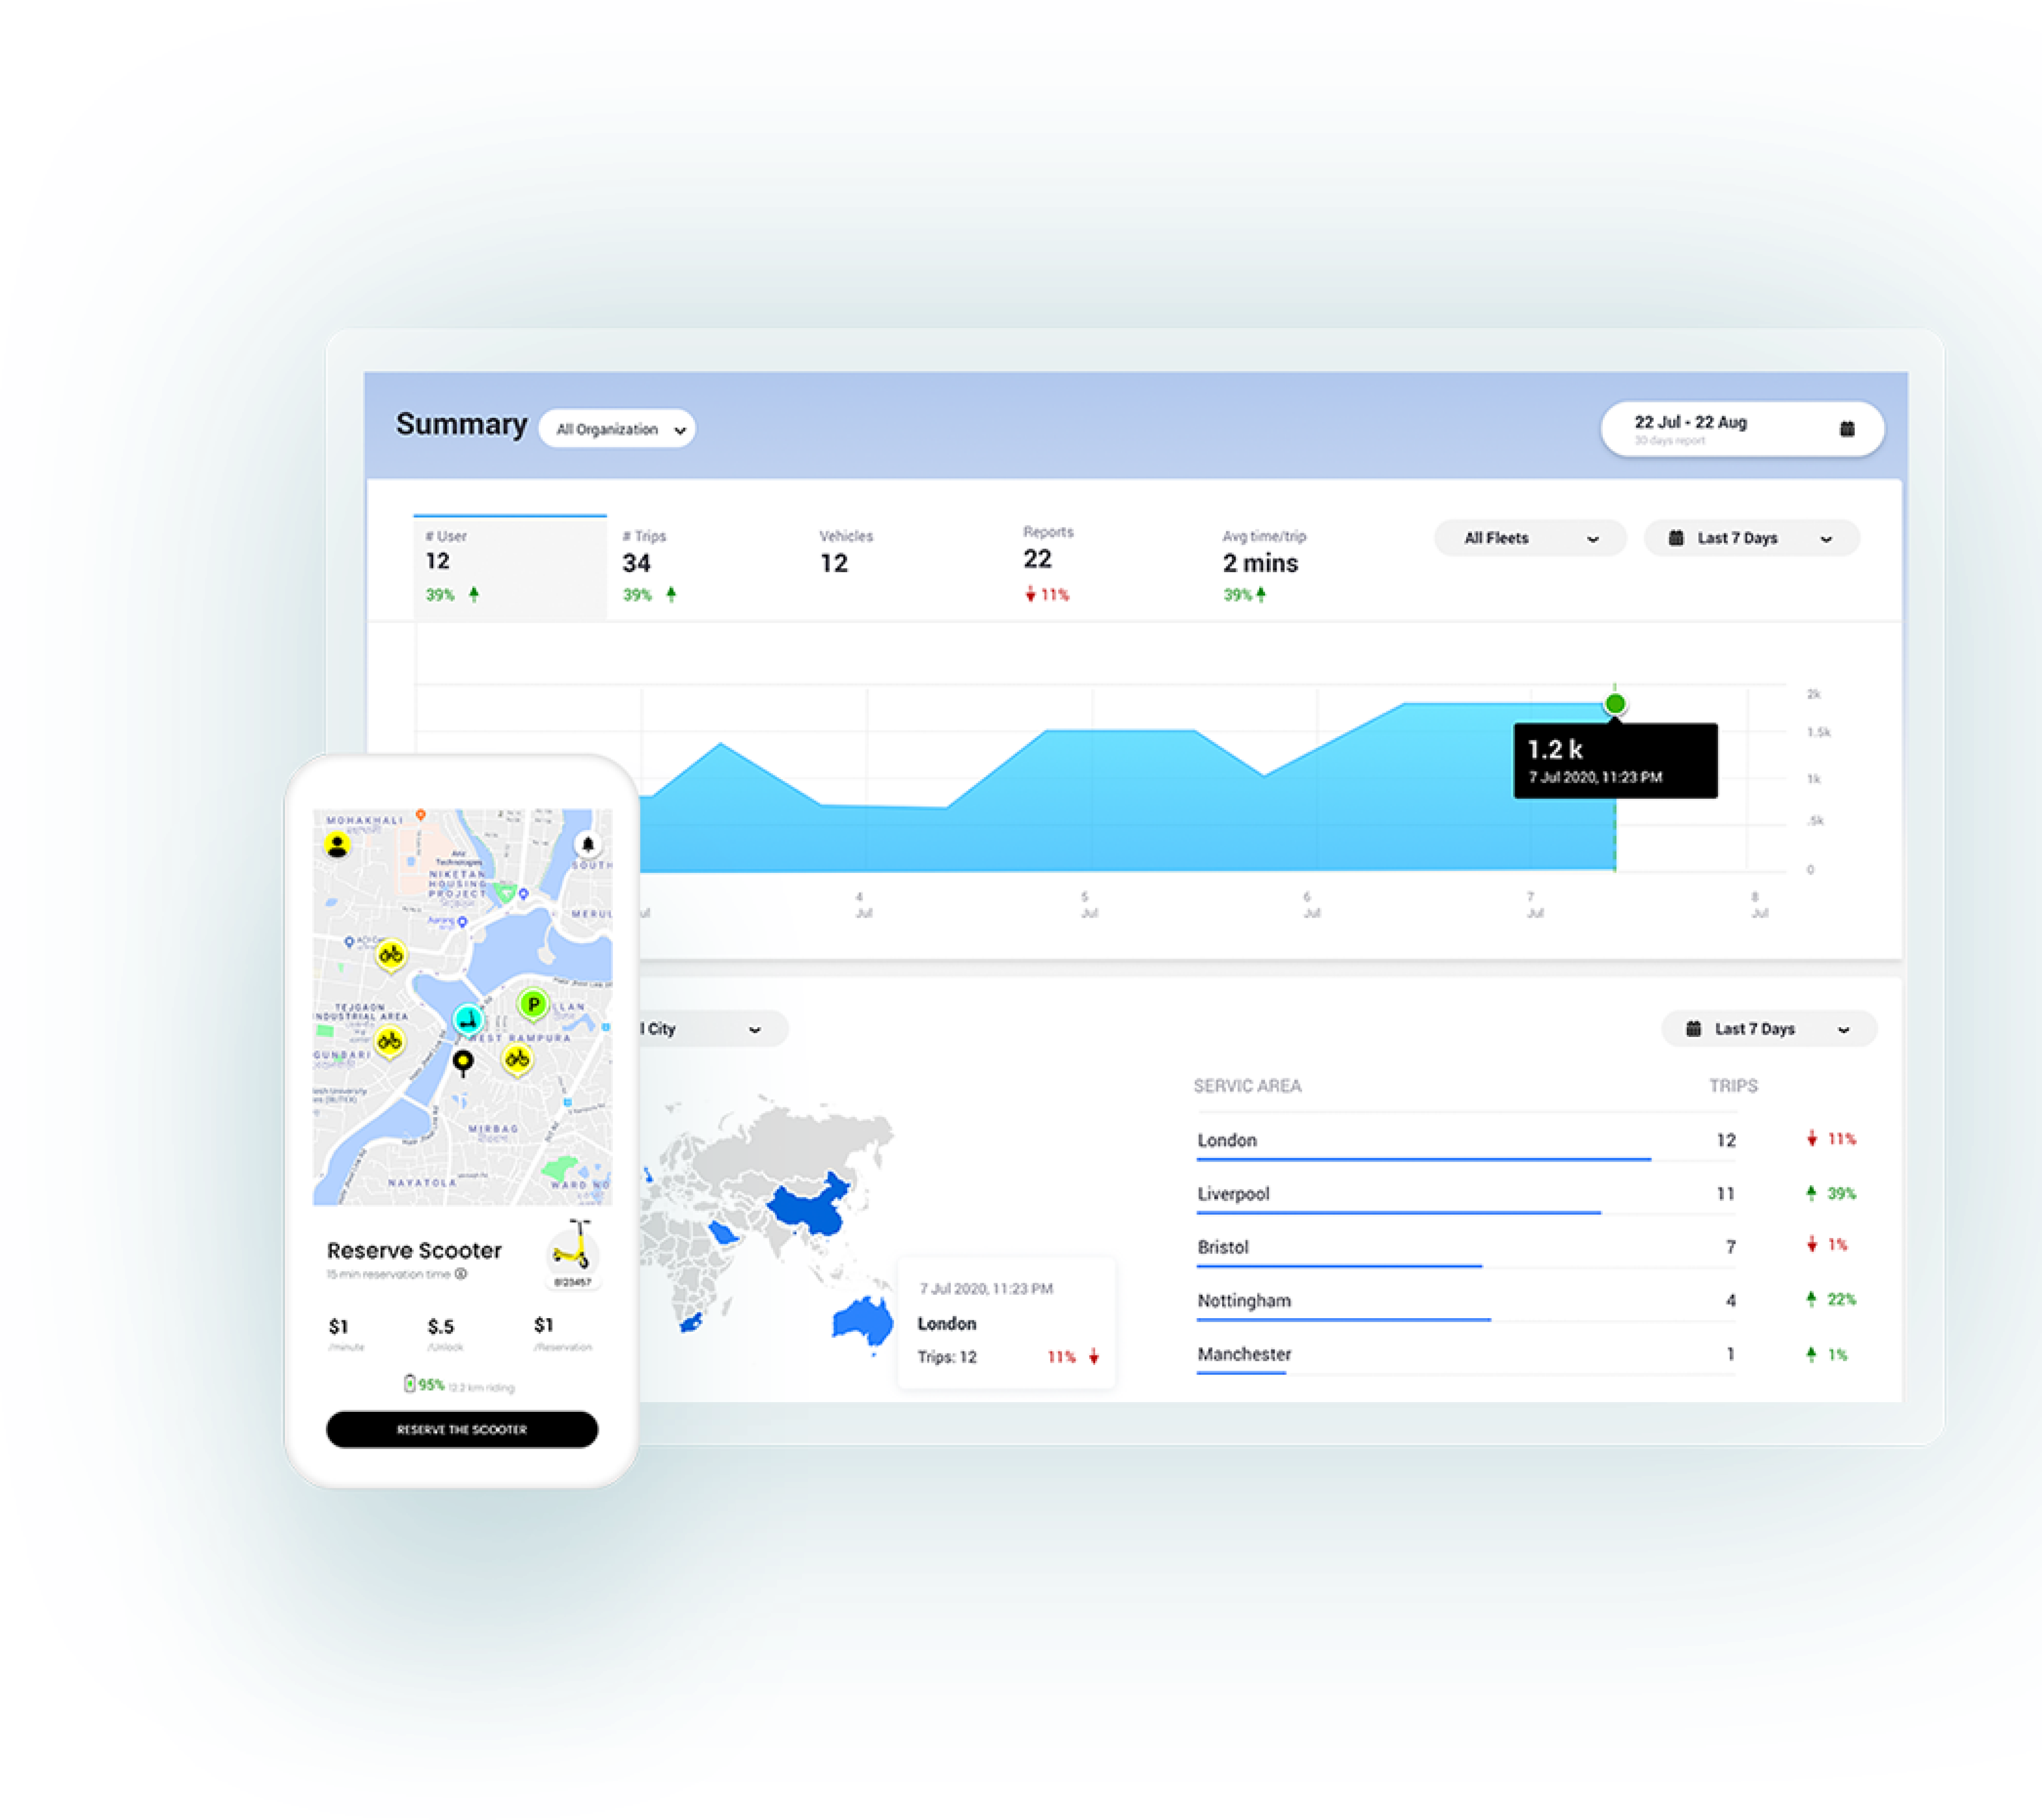 Summary
All Organization
22 Jul - 22 Aug
30 days report
# User
12
39%
# Trips
34
39%
Vehicles
12
Reports
22
11%
Avg time/trip
2 mins
39%
All Fleets
Last 7 Days
2k
1.5k
1k
.5k
0
1.2 k
7 Jul 2020, 11:23 PM
ul
4
Jul
5
Jul
6
Jul
7
Jul
8
Jul
l City
Last 7 Days
SERVIC AREA TRIPS
London 12 11%
Liverpool 11 39%
Bristol 7 1%
Nottingham 4 22%
Manchester 1 1%
7 Jul 2020, 11:23 PM
London
Trips: 12 11%
MOHAKHALI
Technologies
SOUTH
NIKETAN
HOUSING
PROJECT
Aarong
MERUL
TEJGAON
INDUSTRIAL AREA
P
LLAN
WEST RAMPURA
GUNBARI
MIRBAG
NAYATOLA
WARD NO
Reserve Scooter
15 min reservation time
8123457
$1
/minute
$.5
/Unlock
$1
/Reservation
95% 12.2 km riding
RESERVE THE SCOOTER